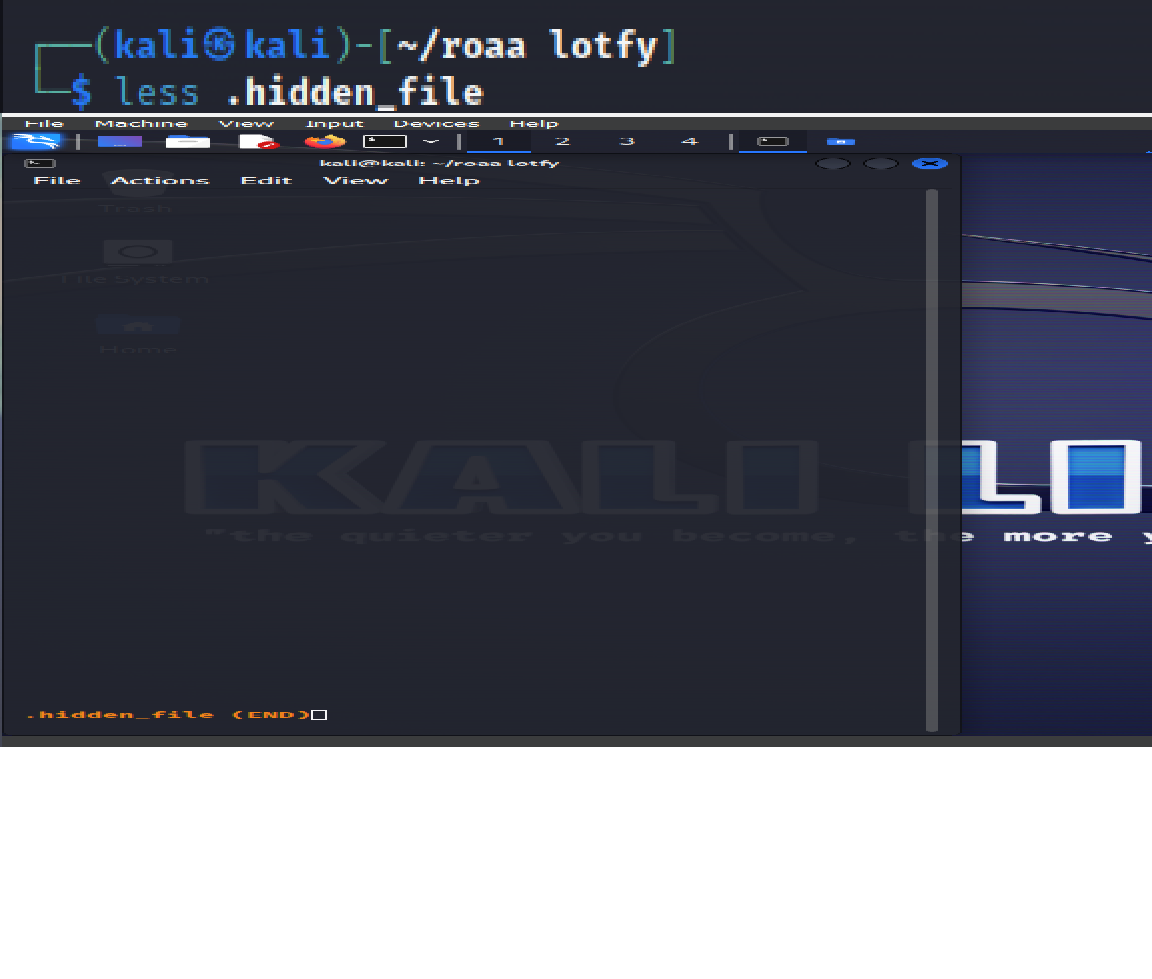 (kali㉿kali)-[~/roaa lotfy]
$ less .hidden_file
File Machine View Input Devices Help
1 2 3 4
kali@kali: ~/roaa lotfy
File Actions Edit View Help
Trash
File System
Home
KALI LI
"the quieter you become, the more y
.hidden_file (END)